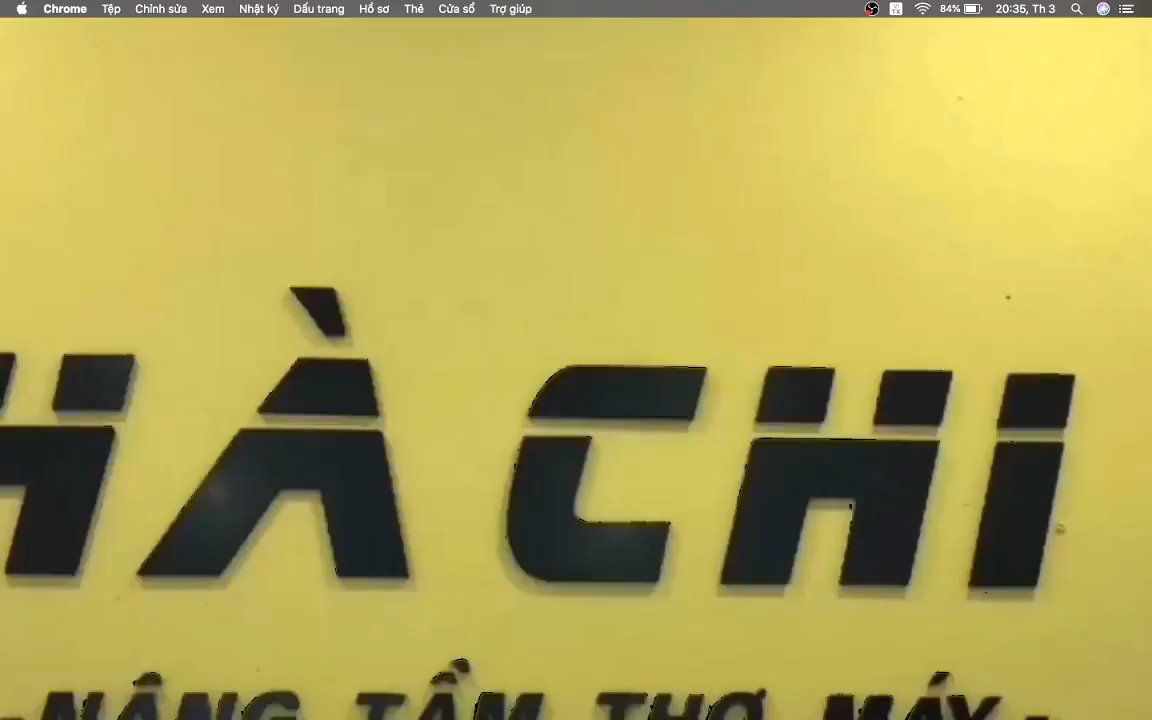 Chrome Tệp Chỉnh sửa Xem Nhật ký Dấu trang Hồ sơ Thẻ Cửa sổ Trợ giúp 84% 20:35, Th 3
HÀ CHI
-NÂNG TẦM THỢ MÁY-